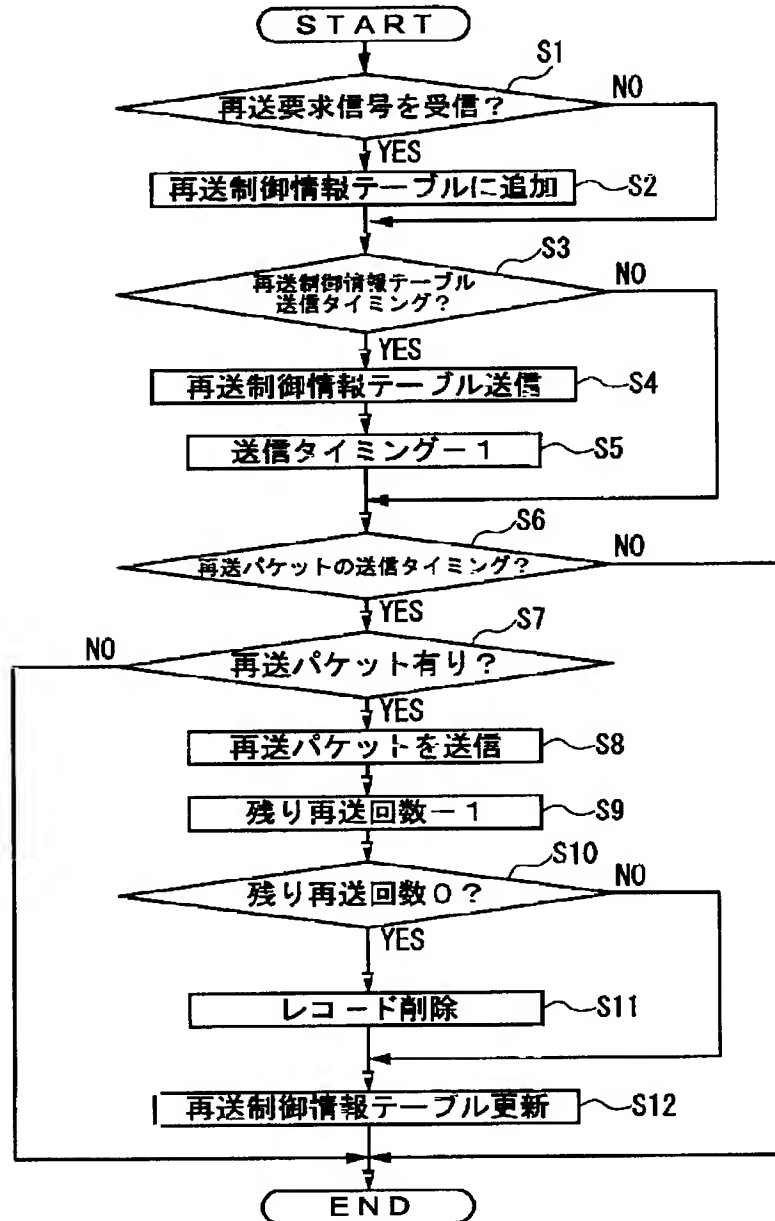 START
S1
再送要求信号を受信?
NO
YES
再送制御情報テーブルに追加
S2
S3
再送制御情報テーブル
送信タイミング?
NO
YES
再送制御情報テーブル送信
S4
送信タイミング－1
S5
S6
再送パケットの送信タイミング?
NO
YES
S7
再送パケット有り?
NO
YES
再送パケットを送信
S8
残り再送回数－1
S9
S10
残り再送回数0?
NO
YES
レコード削除
S11
再送制御情報テーブル更新
S12
END